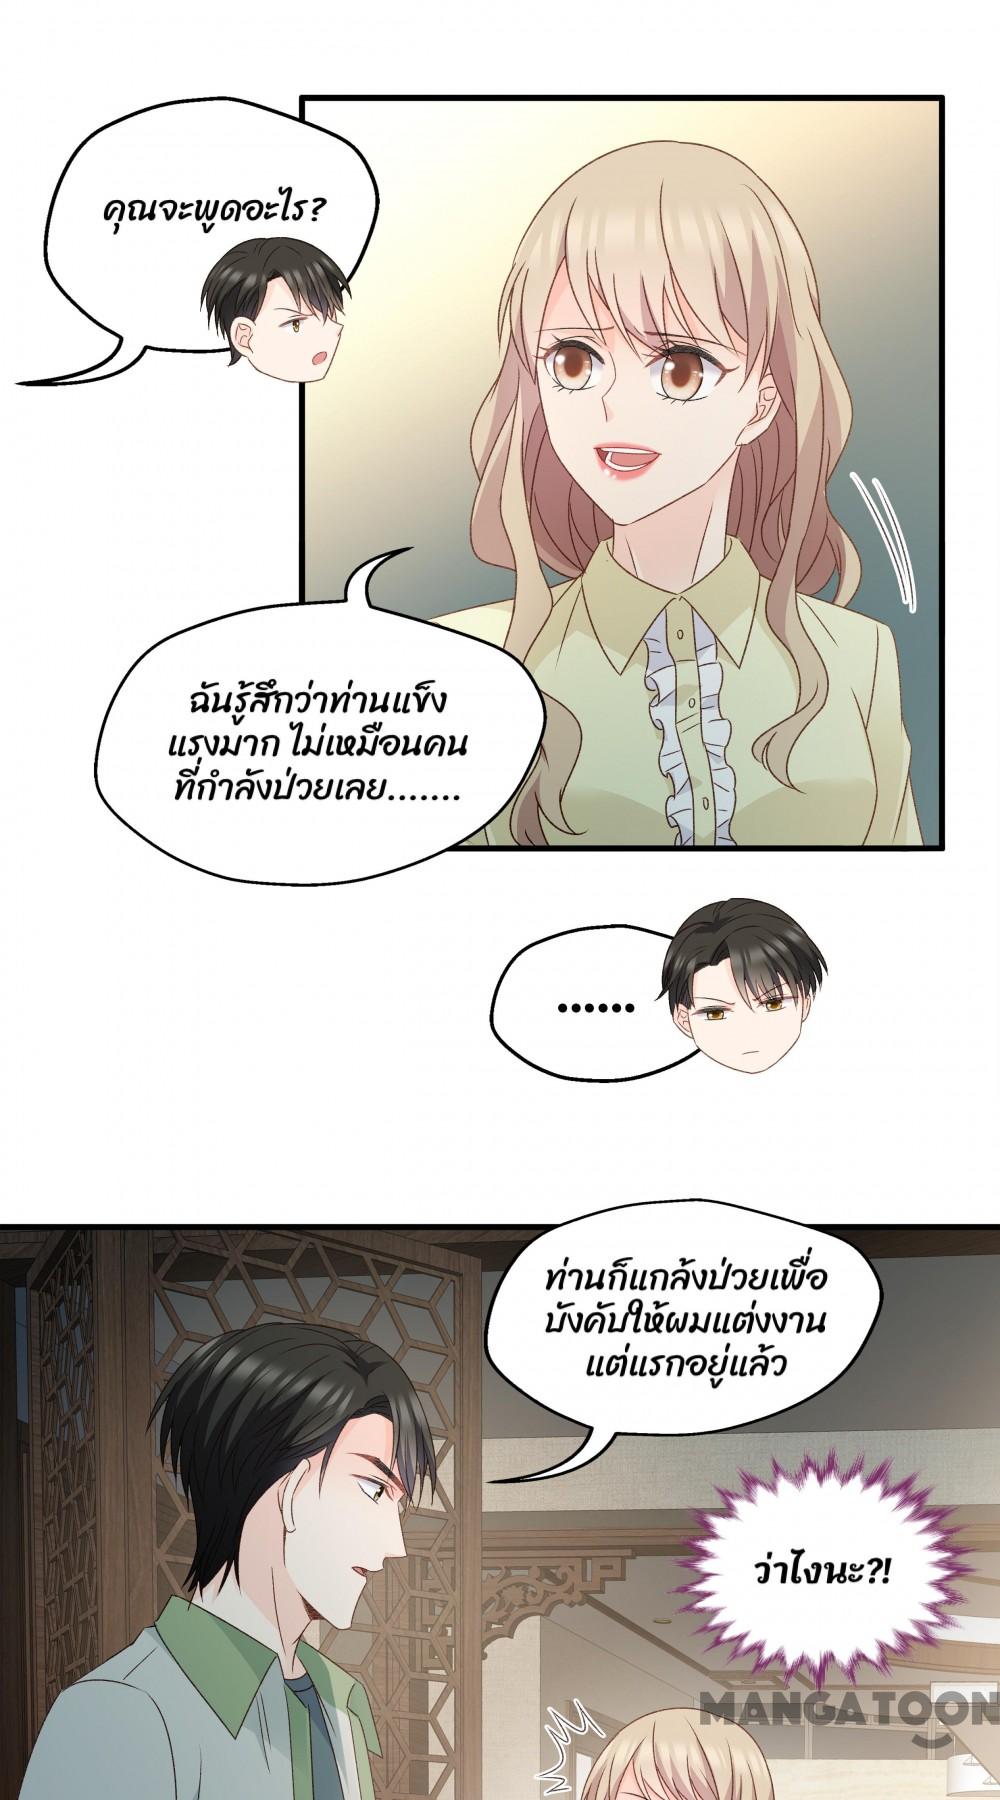 คุณจะพูดอะไร?
ฉันรู้สึกว่าท่านแข็ง
แรงมาก ไม่เหมือนคน
ที่กำลังป่วยเลย.......
......
ท่านก็แกล้งป่วยเพื่อ
บังคับให้ผมแต่งงาน
แต่แรกอยู่แล้ว
ว่าไงนะ?!
MANGATOON